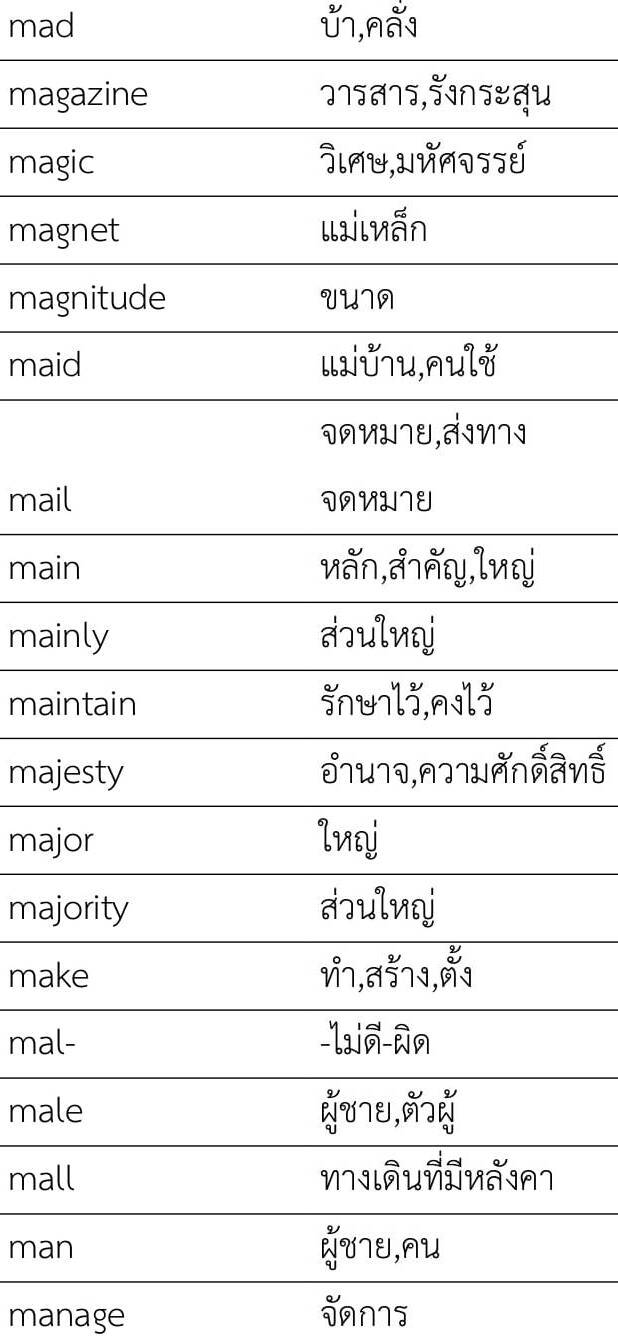 mad บ้า,คลั่ง
magazine วารสาร,รังกระสุน
magic วิเศษ,มหัศจรรย์
magnet แม่เหล็ก
magnitude ขนาด
maid แม่บ้าน,คนใช้
จดหมาย,ส่งทาง
mail จดหมาย
main หลัก,สำคัญ,ใหญ่
mainly ส่วนใหญ่
maintain รักษาไว้,คงไว้
majesty อำนาจ,ความศักดิ์สิทธิ์
major ใหญ่
majority ส่วนใหญ่
make ทำ,สร้าง,ตั้ง
mal- -ไม่ดี-ผิด
male ผู้ชาย,ตัวผู้
mall ทางเดินที่มีหลังคา
man ผู้ชาย,คน
manage จัดการ